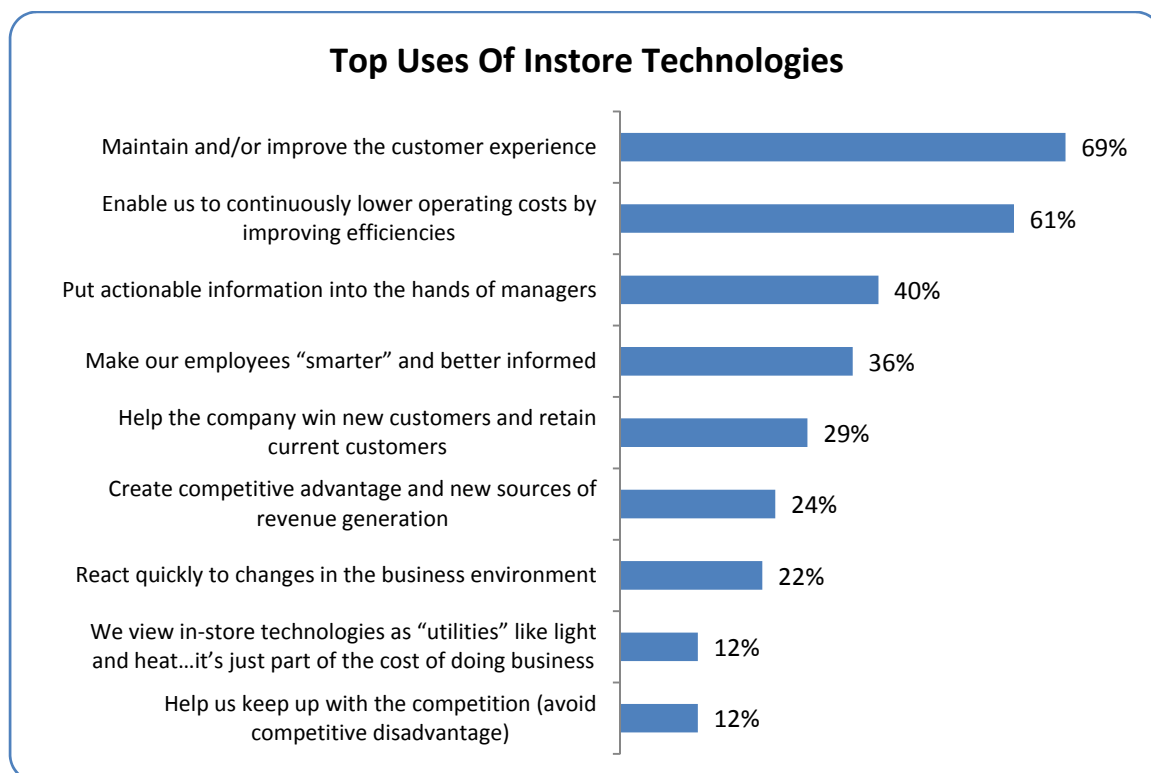 Top Uses Of Instore Technologies
Maintain and/or improve the customer experience
69%
Enable us to continuously lower operating costs by
improving efficiencies
61%
Put actionable information into the hands of managers
40%
Make our employees “smarter” and better informed
36%
Help the company win new customers and retain
current customers
29%
Create competitive advantage and new sources of
revenue generation
24%
React quickly to changes in the business environment
22%
We view in-store technologies as “utilities” like light
and heat…it’s just part of the cost of doing business
12%
Help us keep up with the competition (avoid
competitive disadvantage)
12%